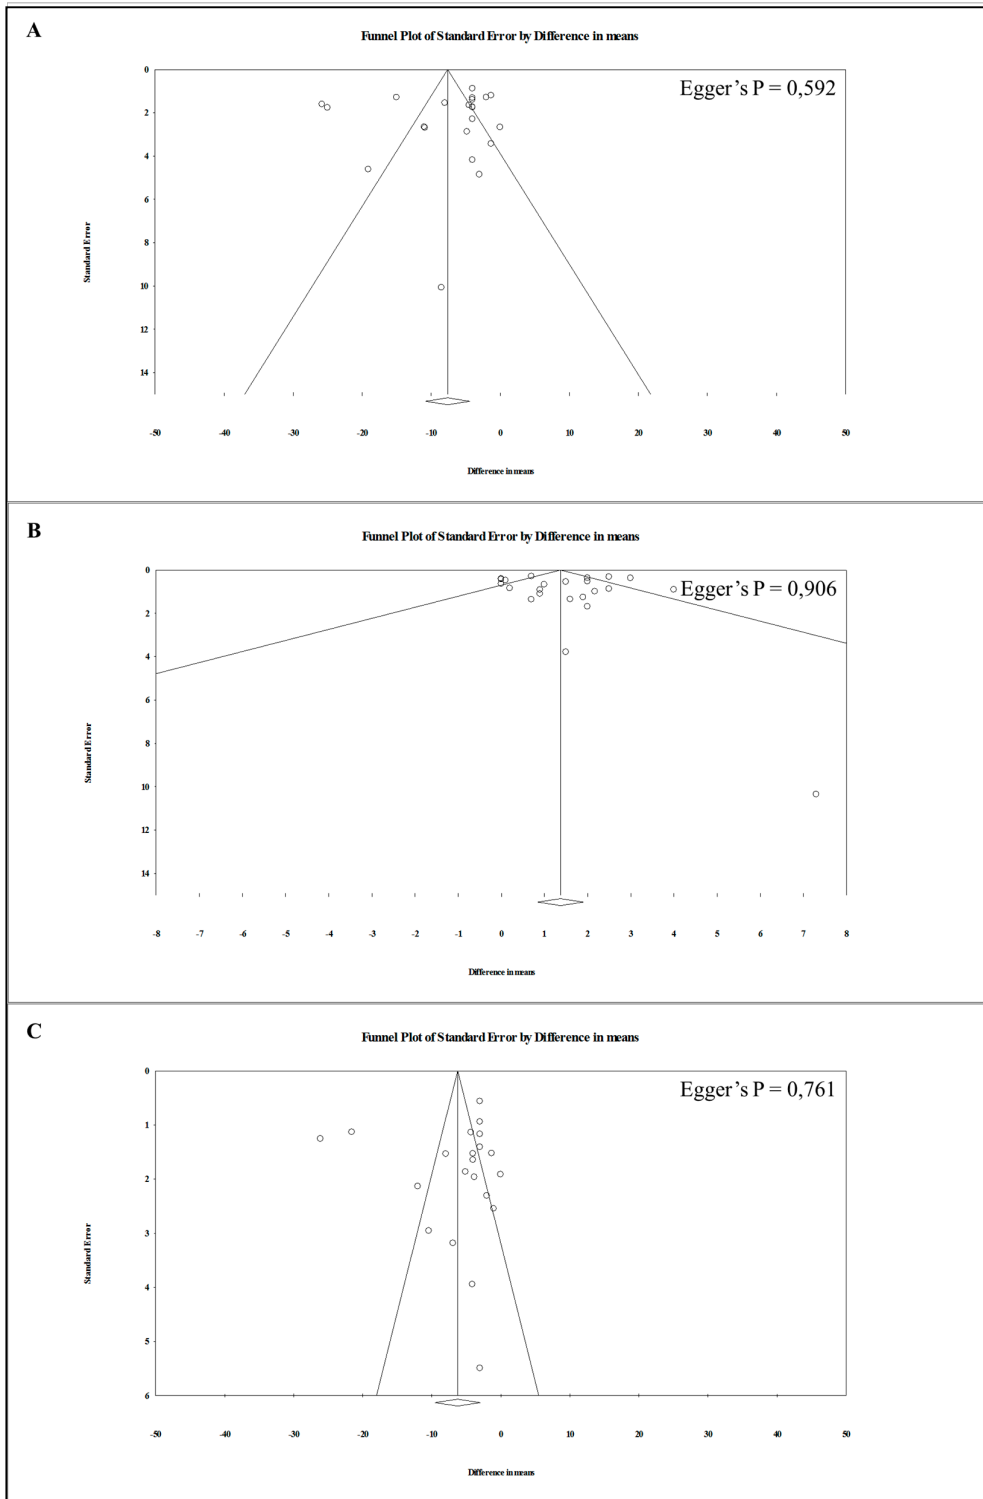 A
Funnel Plot of Standard Error by Difference in means
Egger’s P = 0,592
0
2
4
6
8
10
12
14
Standard Error
-50 -40 -30 -20 -10 0 10 20 30 40 50
Difference in means
B
Funnel Plot of Standard Error by Difference in means
Egger’s P = 0,906
0
2
4
6
8
10
12
14
Standard Error
-8 -7 -6 -5 -4 -3 -2 -1 0 1 2 3 4 5 6 7 8
Difference in means
C
Funnel Plot of Standard Error by Difference in means
Egger’s P = 0,761
0
1
2
3
4
5
6
Standard Error
-50 -40 -30 -20 -10 0 10 20 30 40 50
Difference in means